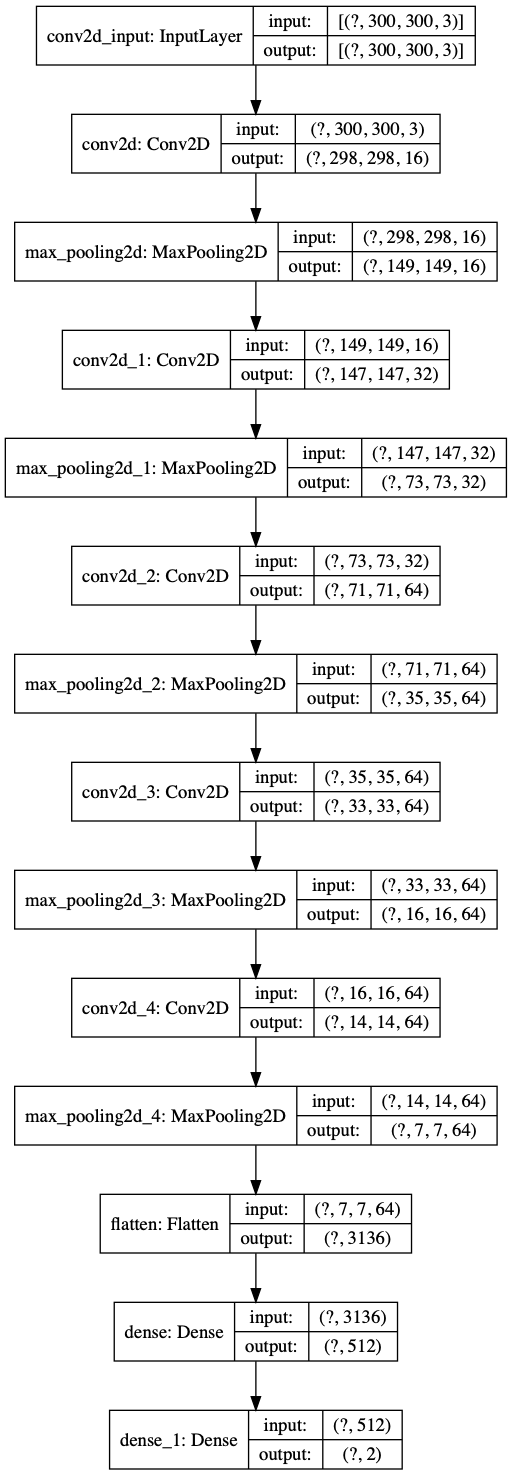 conv2d_input: InputLayer
input: [(?, 300, 300, 3)]
output: [(?, 300, 300, 3)]
conv2d: Conv2D
input: (?, 300, 300, 3)
output: (?, 298, 298, 16)
max_pooling2d: MaxPooling2D
input: (?, 298, 298, 16)
output: (?, 149, 149, 16)
conv2d_1: Conv2D
input: (?, 149, 149, 16)
output: (?, 147, 147, 32)
max_pooling2d_1: MaxPooling2D
input: (?, 147, 147, 32)
output: (?, 73, 73, 32)
conv2d_2: Conv2D
input: (?, 73, 73, 32)
output: (?, 71, 71, 64)
max_pooling2d_2: MaxPooling2D
input: (?, 71, 71, 64)
output: (?, 35, 35, 64)
conv2d_3: Conv2D
input: (?, 35, 35, 64)
output: (?, 33, 33, 64)
max_pooling2d_3: MaxPooling2D
input: (?, 33, 33, 64)
output: (?, 16, 16, 64)
conv2d_4: Conv2D
input: (?, 16, 16, 64)
output: (?, 14, 14, 64)
max_pooling2d_4: MaxPooling2D
input: (?, 14, 14, 64)
output: (?, 7, 7, 64)
flatten: Flatten
input: (?, 7, 7, 64)
output: (?, 3136)
dense: Dense
input: (?, 3136)
output: (?, 512)
dense_1: Dense
input: (?, 512)
output: (?, 2)